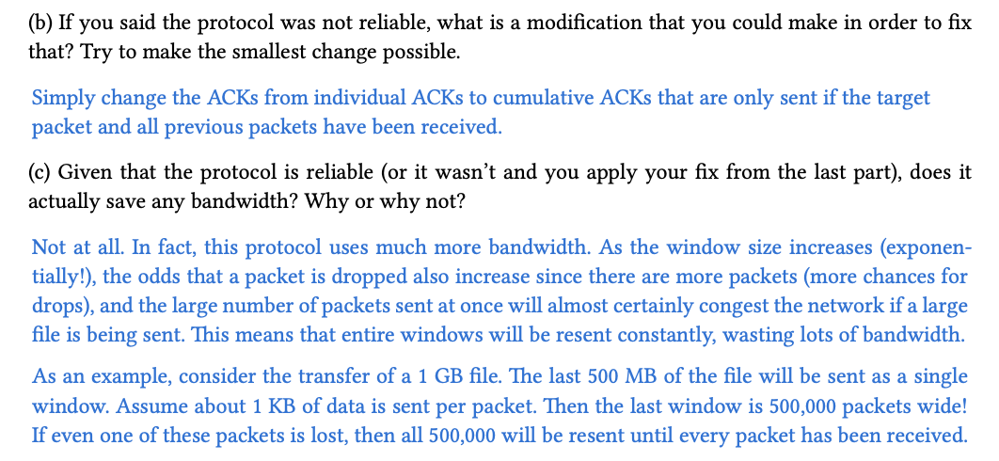 (b) If you said the protocol was not reliable, what is a modification that you could make in order to fix
that? Try to make the smallest change possible.
Simply change the ACKs from individual ACKs to cumulative ACKs that are only sent if the target
packet and all previous packets have been received.
(c) Given that the protocol is reliable (or it wasn’t and you apply your fix from the last part), does it
actually save any bandwidth? Why or why not?
Not at all. In fact, this protocol uses much more bandwidth. As the window size increases (exponen-
tially!), the odds that a packet is dropped also increase since there are more packets (more chances for
drops), and the large number of packets sent at once will almost certainly congest the network if a large
file is being sent. This means that entire windows will be resent constantly, wasting lots of bandwidth.
As an example, consider the transfer of a 1 GB file. The last 500 MB of the file will be sent as a single
window. Assume about 1 KB of data is sent per packet. Then the last window is 500,000 packets wide!
If even one of these packets is lost, then all 500,000 will be resent until every packet has been received.